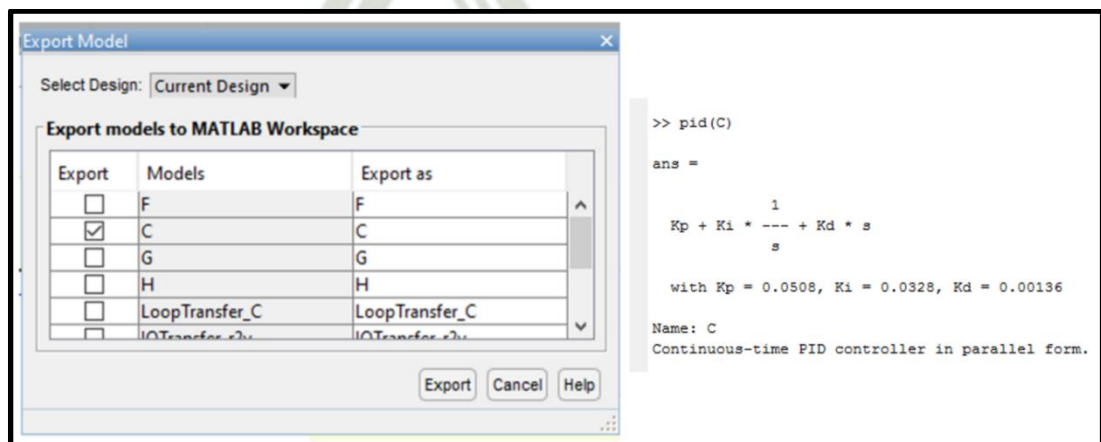 Export Model
Select Design: Current Design
Export models to MATLAB Workspace
Export Models Export as
F F
C C
G G
H H
LoopTransfer_C LoopTransfer_C
IOTransfer_r2y IOTransfer_r2y
Export Cancel Help
>> pid(C)
ans =
1
Kp + Ki * --- + Kd * s
s
with Kp = 0.0508, Ki = 0.0328, Kd = 0.00136
Name: C
Continuous-time PID controller in parallel form.